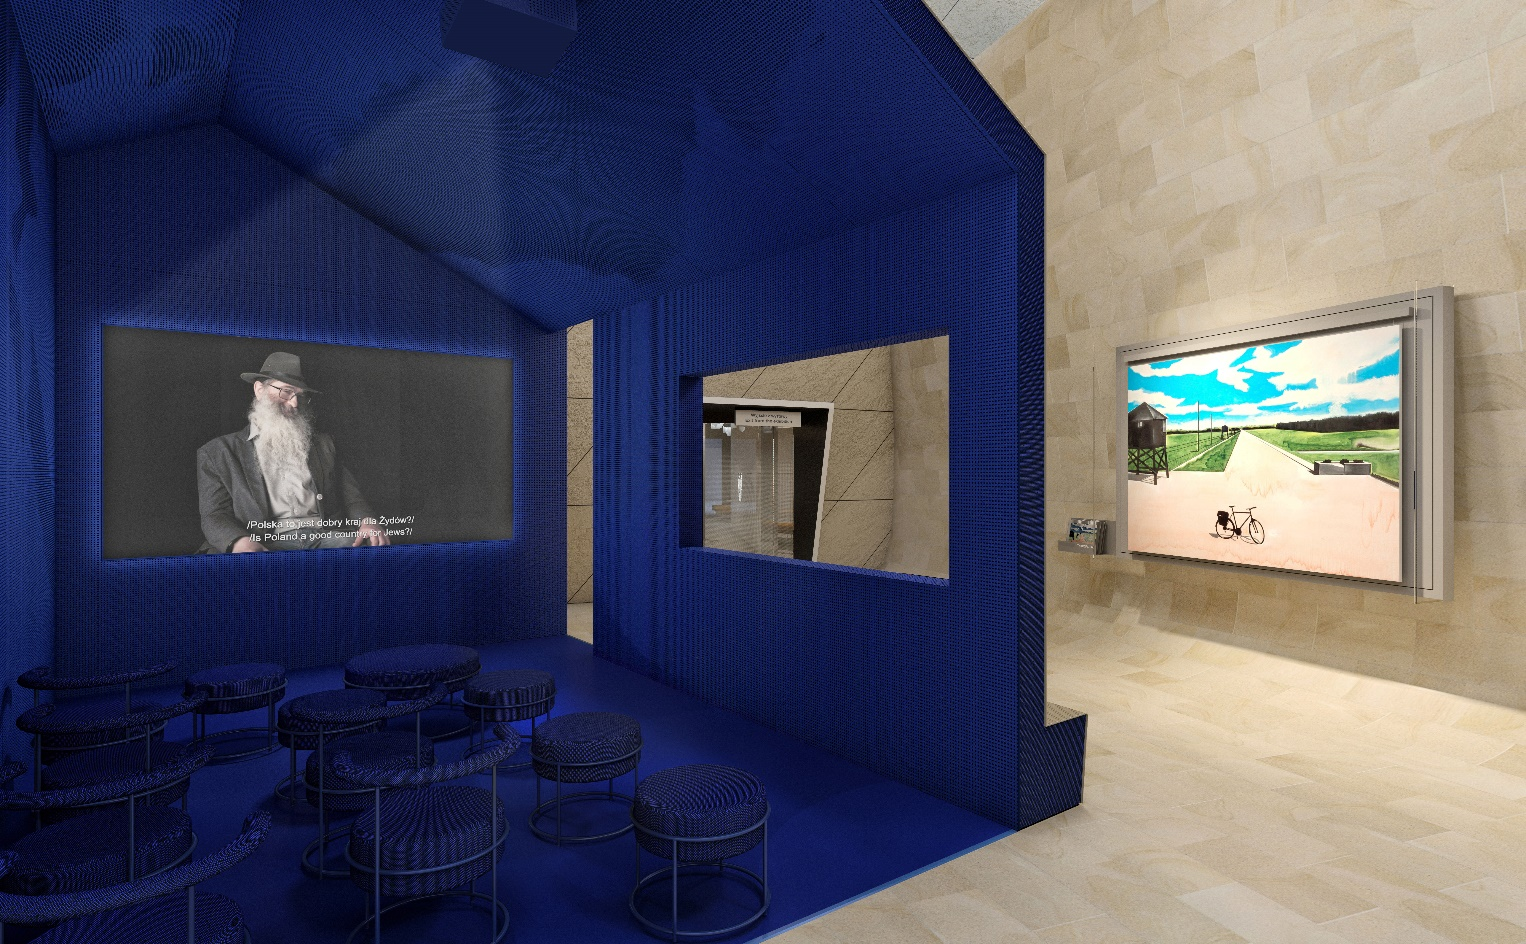 /Polska to jest dobry kraj dla Żydów?/
/Is Poland a good country for Jews?/